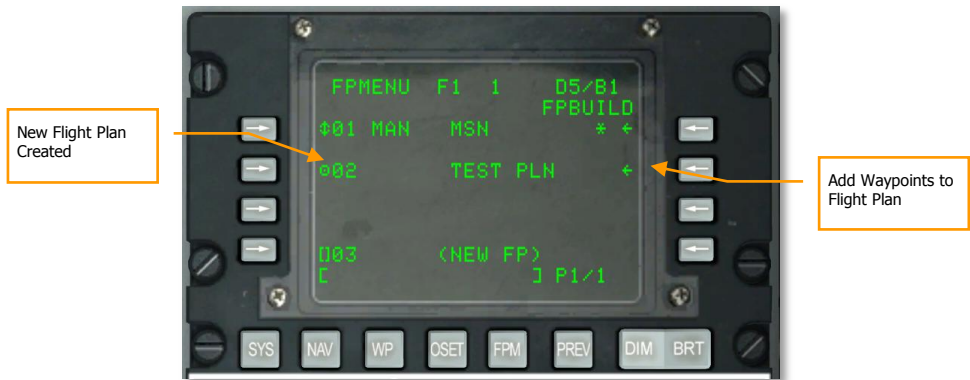 FPMENU F1 1 D5/B1
FPBUILD
↕01 MAN MSN * ←
⊙02 TEST PLN ←
[]03 (NEW FP)
[ ] P1/1
New Flight Plan
Created
Add Waypoints to
Flight Plan
SYS NAV WP OSET FPM PREV DIM BRT